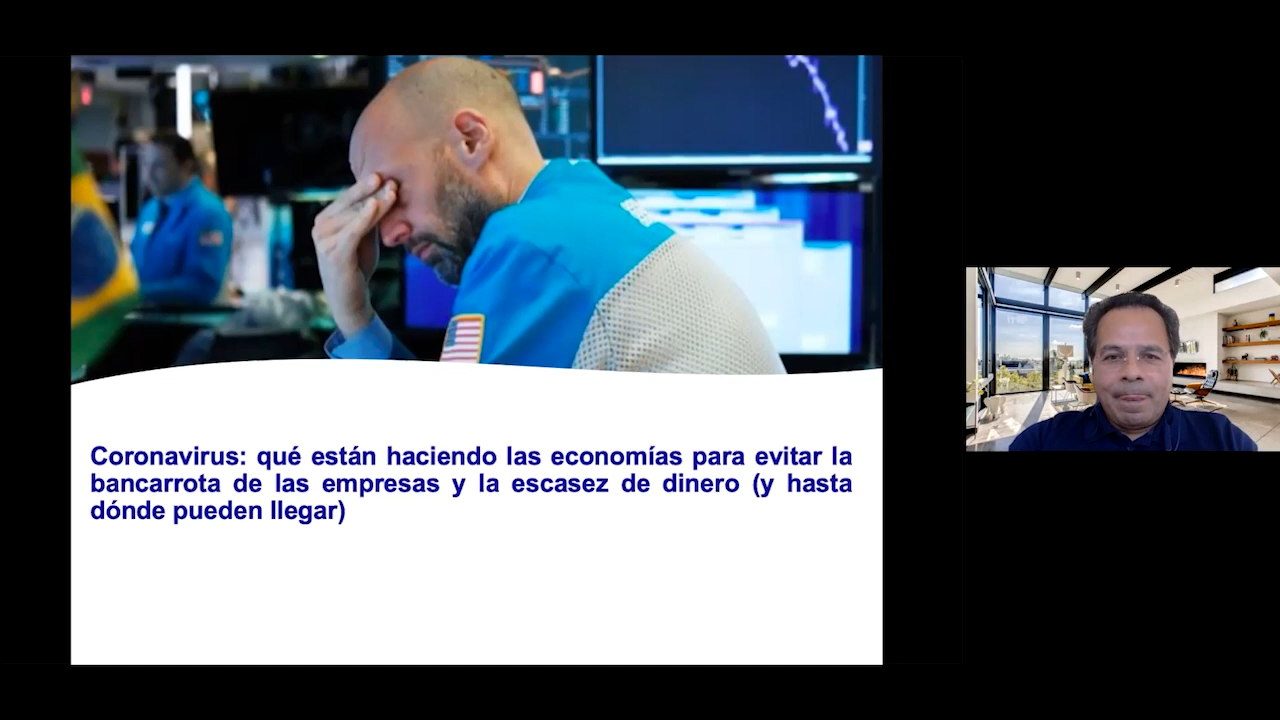 Coronavirus: qué están haciendo las economías para evitar la
bancarrota de las empresas y la escasez de dinero (y hasta
dónde pueden llegar)